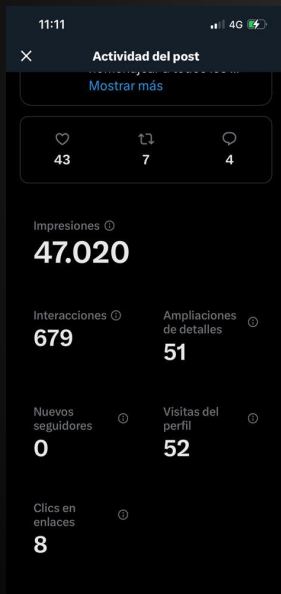 11:11
4G
Actividad del post
Mostrar más
43
7
4
Impresiones
47.020
Interacciones
679
Ampliaciones
de detalles
51
Nuevos
seguidores
0
Visitas del
perfil
52
Clics en
enlaces
8